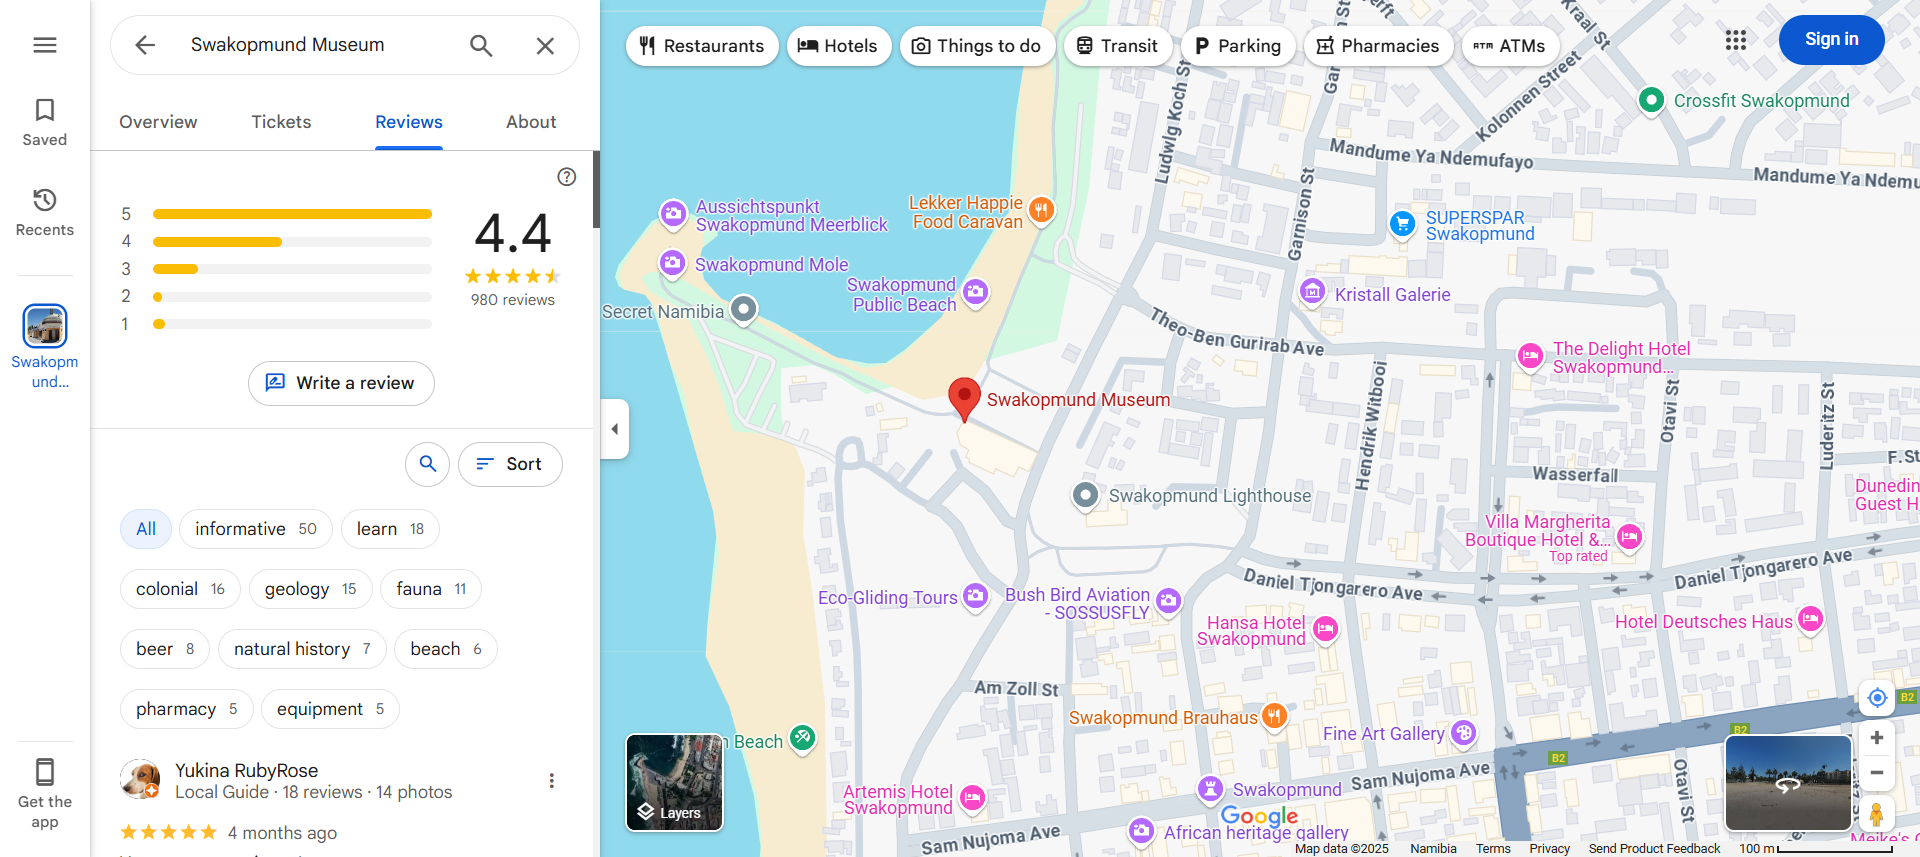 Saved
Recents
Swakopm
und...
Get the
app
Swakopmund Museum
Overview
Tickets
Reviews
About
5
4
3
2
1
4.4
980 reviews
Write a review
Sort
All
informative 50
learn 18
colonial 16
geology 15
fauna 11
beer 8
natural history 7
beach 6
pharmacy 5
equipment 5
Yukina RubyRose
Local Guide · 18 reviews · 14 photos
4 months ago
Restaurants
Hotels
Things to do
Transit
Parking
Pharmacies
ATM ATMs
Sign in
Kraal St
Kolonnen Street
Crossfit Swakopmund
Ludwig Koch St
Garnison St
Mandume Ya Ndemufayo
Mandume Ya Ndemu
Aussichtspunkt
Swakopmund Meerblick
Lekker Happie
Food Caravan
SUPERSPAR
Swakopmund
Swakopmund Mole
Swakopmund
Public Beach
Kristall Galerie
Secret Namibia
Theo-Ben Gurirab Ave
The Delight Hotel
Swakopmund...
Hendrik Witbooi
Otavi St
Luderitz St
Swakopmund Museum
F.St
Wasserfall
Dunedin
Guest H
Swakopmund Lighthouse
Villa Margherita
Boutique Hotel &...
Top rated
Daniel Tjongarero Ave
Daniel Tjongarero Ave
Eco-Gliding Tours
Bush Bird Aviation
- SOSSUSFLY
Hansa Hotel
Swakopmund
Hotel Deutsches Haus
Am Zoll St
Swakopmund Brauhaus
Fine Art Gallery
B2
B2
B2
n Beach
Layers
Artemis Hotel
Swakopmund
Swakopmund
Sam Nujoma Ave
Sam Nujoma Ave
Otavi St
Google
African heritage gallery
Meike's G
Map data ©2025
Namibia
Terms
Privacy
Send Product Feedback
100 m